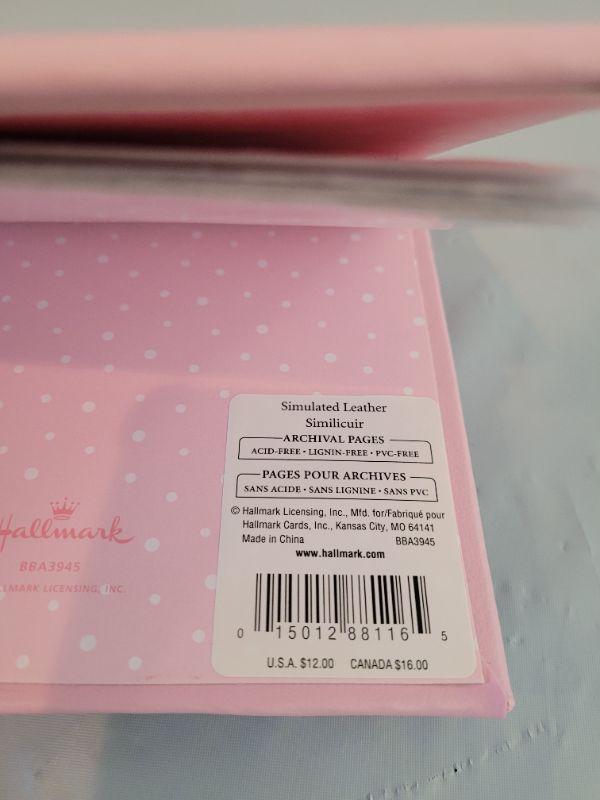 Simulated Leather
Similicuir
ARCHIVAL PAGES
ACID-FREE • LIGNIN-FREE • PVC-FREE
PAGES POUR ARCHIVES
SANS ACIDE • SANS LIGNINE • SANS PVC
© Hallmark Licensing, Inc., Mfd. for/Fabriqué pour
Hallmark Cards, Inc., Kansas City, MO 64141
Made in China BBA3945
www.hallmark.com
0 15012 88116 5
U.S.A. $12.00 CANADA $16.00
Hallmark
BBA3945
LLMARK LICENSING, INC.